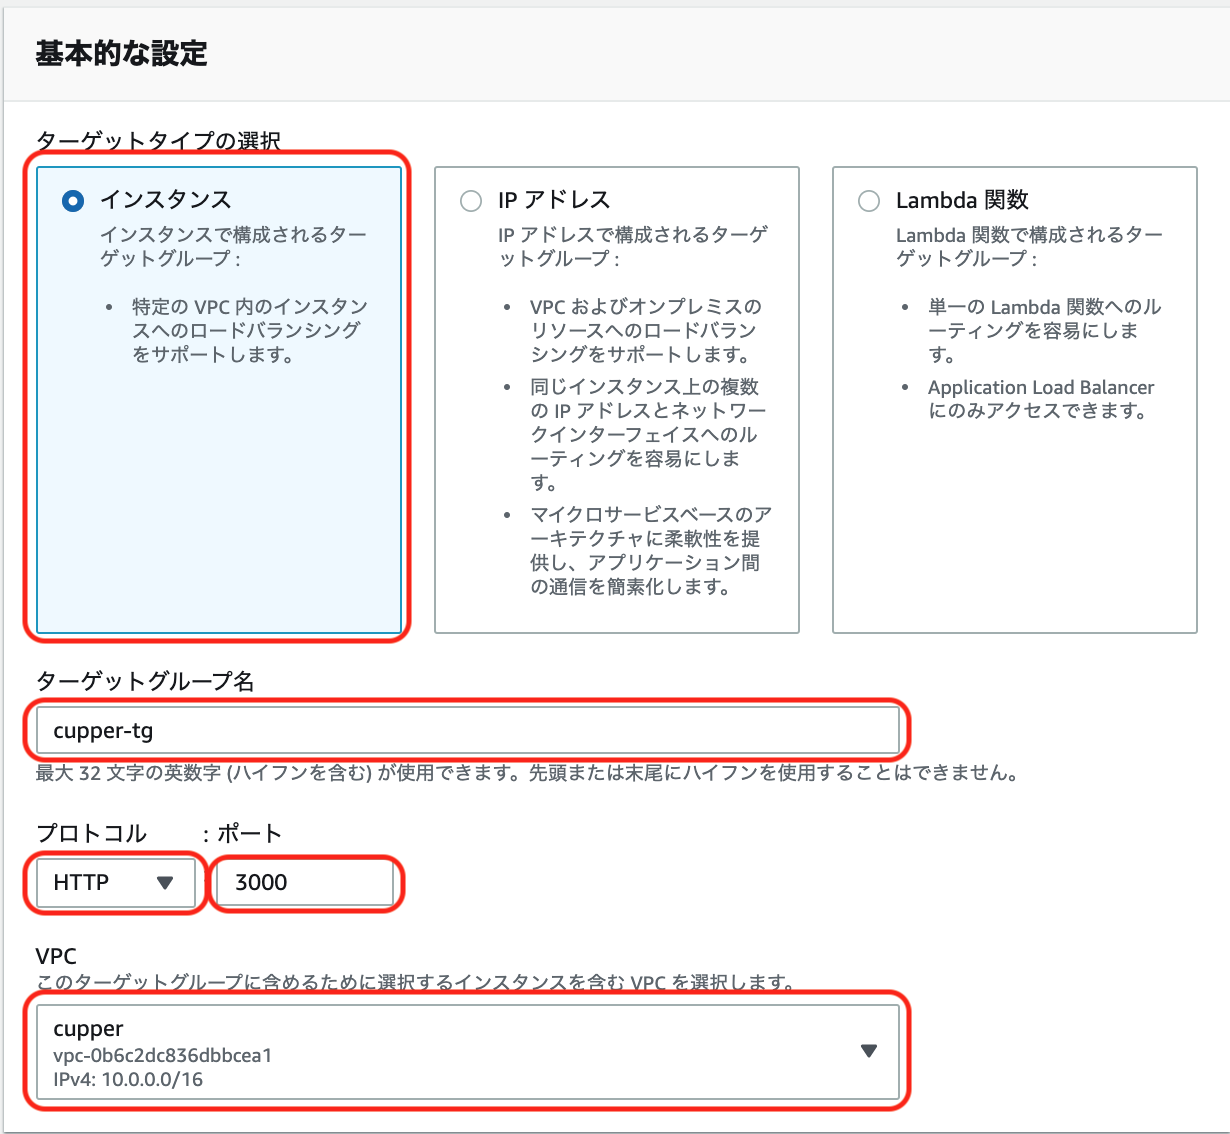 基本的な設定
ターゲットタイプの選択
インスタンス
インスタンスで構成されるター
ゲットグループ :
• 特定の VPC 内のインスタン
スへのロードバランシング
をサポートします。
IP アドレス
IP アドレスで構成されるターゲ
ットグループ :
• VPC およびオンプレミスの
リソースへのロードバラン
シングをサポートします。
• 同じインスタンス上の複数
の IP アドレスとネットワー
クインターフェイスへのル
ーティングを容易にしま
す。
• マイクロサービスベースのア
ーキテクチャに柔軟性を提
供し、アプリケーション間
の通信を簡素化します。
Lambda 関数
Lambda 関数で構成されるター
ゲットグループ :
• 単一の Lambda 関数へのル
ーティングを容易にしま
す。
• Application Load Balancer
にのみアクセスできます。
ターゲットグループ名
cupper-tg
最大 32 文字の英数字 (ハイフンを含む) が使用できます。先頭または末尾にハイフンを使用することはできません。
プロトコル : ポート
HTTP 3000
VPC
このターゲットグループに含めるために選択するインスタンスを含む VPC を選択します。
cupper
vpc-0b6c2dc836dbbcea1
IPv4: 10.0.0.0/16